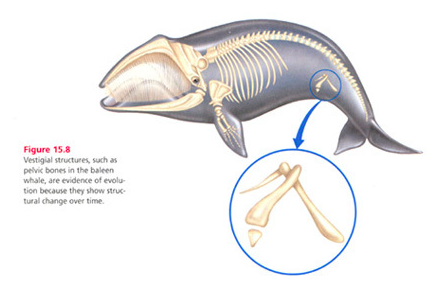 Figure 15.8
Vestigial structures, such as
pelvic bones in the baleen
whale, are evidence of evolu-
tion because they show struc-
tural change over time.